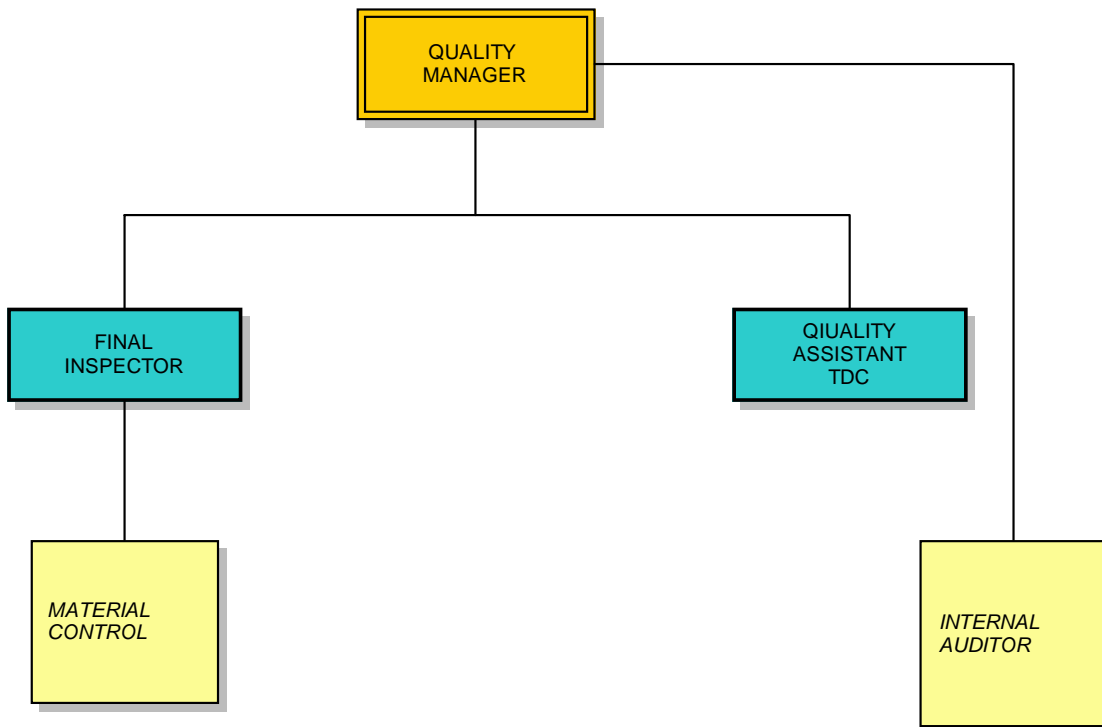 QUALITY
MANAGER
FINAL
INSPECTOR
QIUALITY
ASSISTANT
TDC
MATERIAL
CONTROL
INTERNAL
AUDITOR